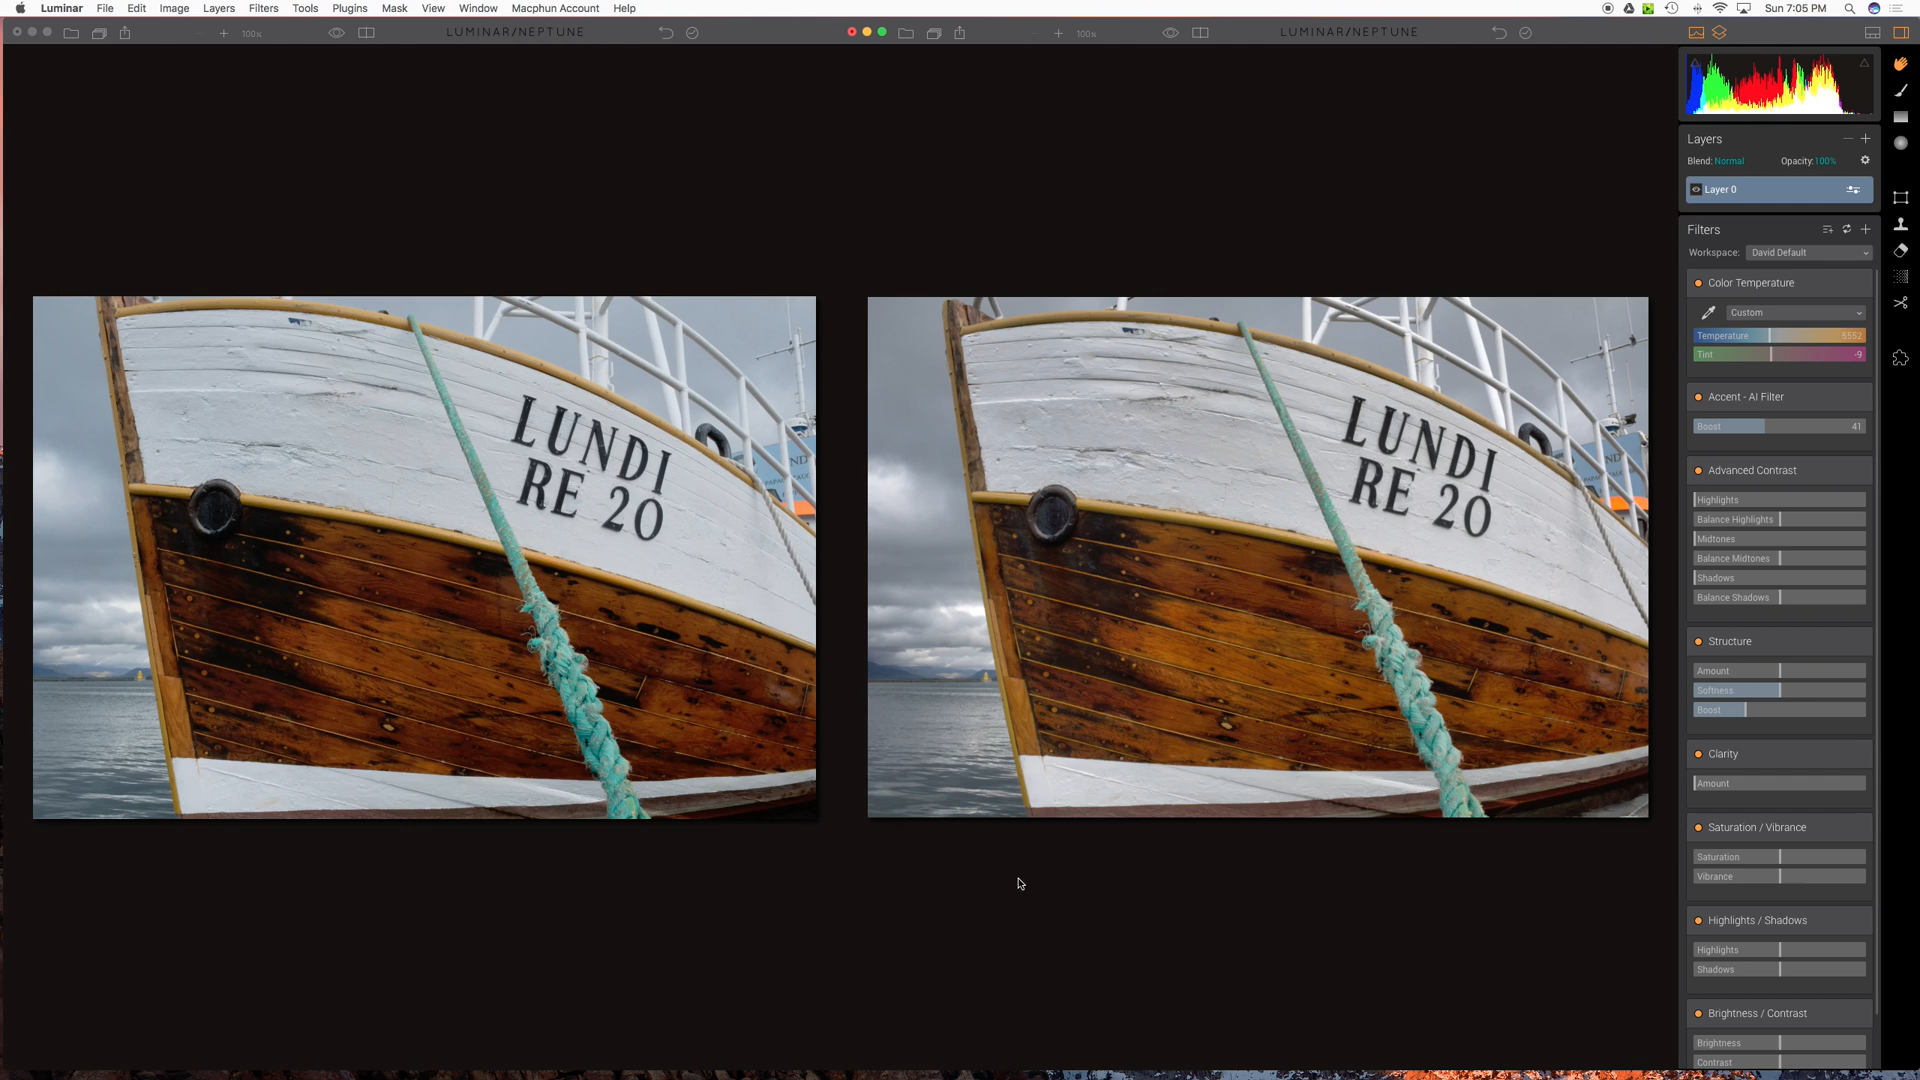 Luminar File Edit Image Layers Filters Tools Plugins Mask View Window Macphun Account Help
Sun 7:05 PM
100%
LUMINAR/NEPTUNE
100%
LUMINAR/NEPTUNE
Layers
Blend: Normal Opacity: 100%
Layer 0
Filters
Workspace: David Default
Color Temperature
Custom
Temperature 5552
Tint -9
Accent - AI Filter
Boost 41
Advanced Contrast
Highlights
Balance Highlights
Midtones
Balance Midtones
Shadows
Balance Shadows
Structure
Amount
Softness
Boost
Clarity
Amount
Saturation / Vibrance
Saturation
Vibrance
Highlights / Shadows
Highlights
Shadows
Brightness / Contrast
Brightness
Contrast
LUNDI
RE 20
LUNDI
RE 20